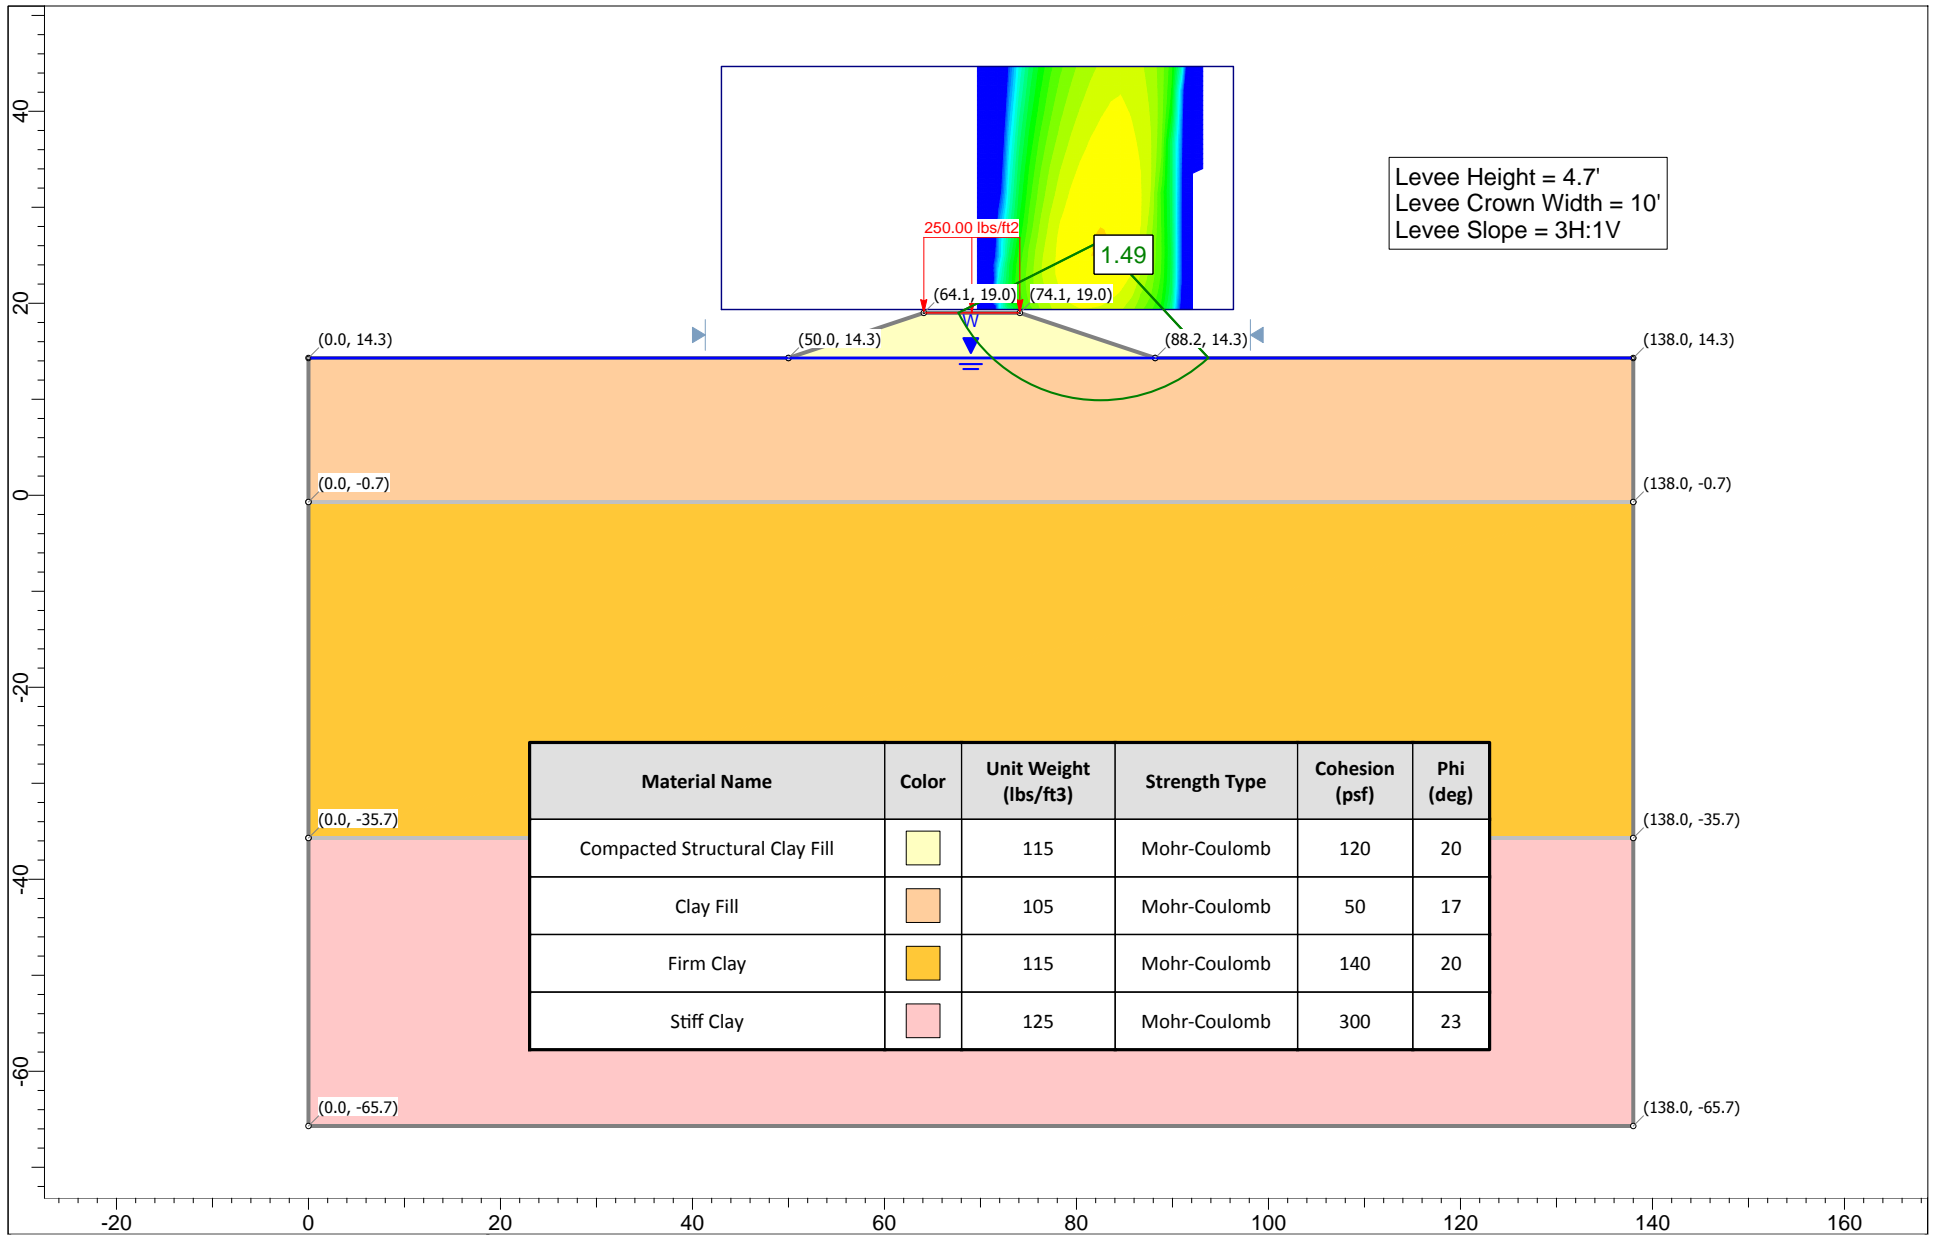 40
20
0
-20
-40
-60
-20
0
20
40
60
80
100
120
140
160
Levee Height = 4.7'
Levee Crown Width = 10'
Levee Slope = 3H:1V
250.00 lbs/ft2
1.49
(64.1, 19.0)
(74.1, 19.0)
W
(0.0, 14.3)
(50.0, 14.3)
(88.2, 14.3)
(138.0, 14.3)
(0.0, -0.7)
(138.0, -0.7)
(0.0, -35.7)
(138.0, -35.7)
(0.0, -65.7)
(138.0, -65.7)
Material Name Color Unit Weight (lbs/ft3) Strength Type Cohesion (psf) Phi (deg)
Compacted Structural Clay Fill 115 Mohr-Coulomb 120 20
Clay Fill 105 Mohr-Coulomb 50 17
Firm Clay 115 Mohr-Coulomb 140 20
Stiff Clay 125 Mohr-Coulomb 300 23